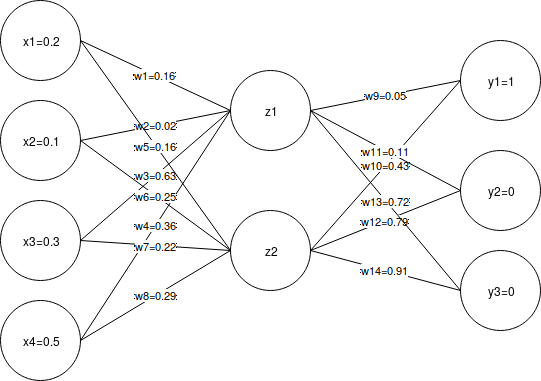 x1=0.2
x2=0.1
x3=0.3
x4=0.5
w1=0.16
w2=0.02
w5=0.16
w3=0.63
w6=0.25
w4=0.36
w7=0.22
w8=0.29
z1
z2
w9=0.05
w11=0.11
w10=0.43
w13=0.72
w12=0.79
w14=0.91
y1=1
y2=0
y3=0